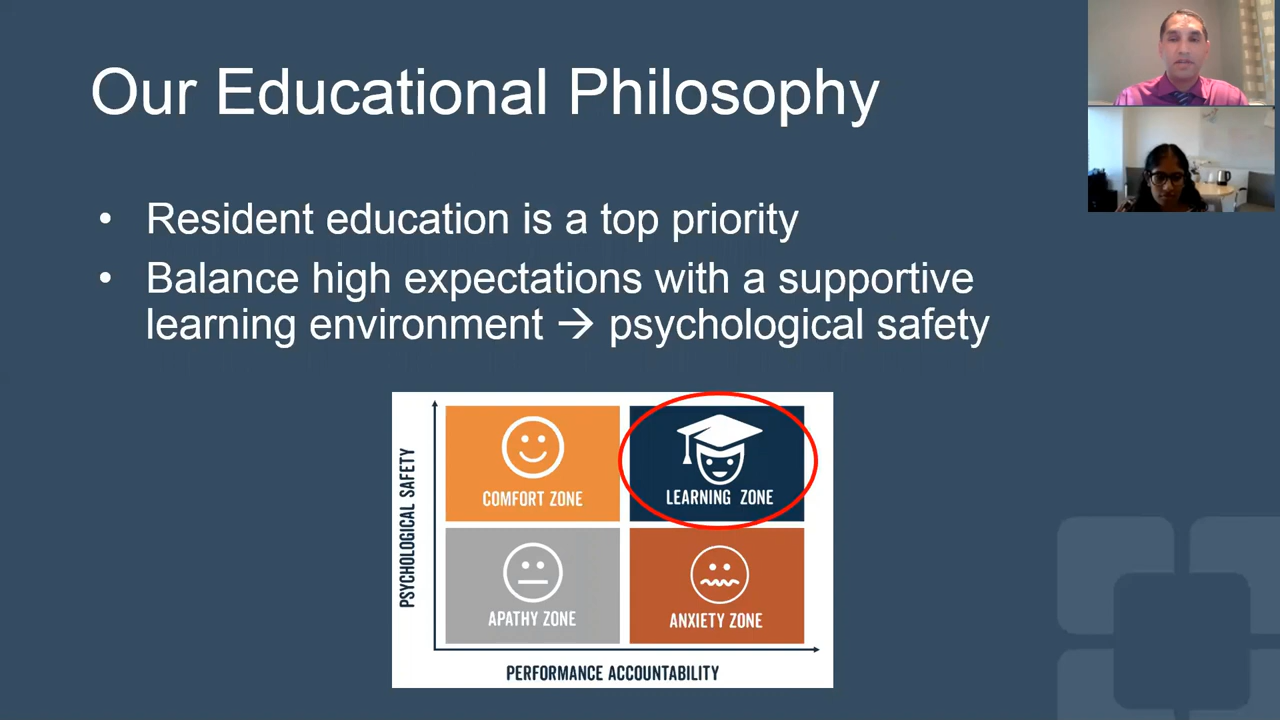 Our Educational Philosophy
• Resident education is a top priority
• Balance high expectations with a supportive
learning environment → psychological safety
PSYCHOLOGICAL SAFETY
COMFORT ZONE
LEARNING ZONE
APATHY ZONE
ANXIETY ZONE
PERFORMANCE ACCOUNTABILITY